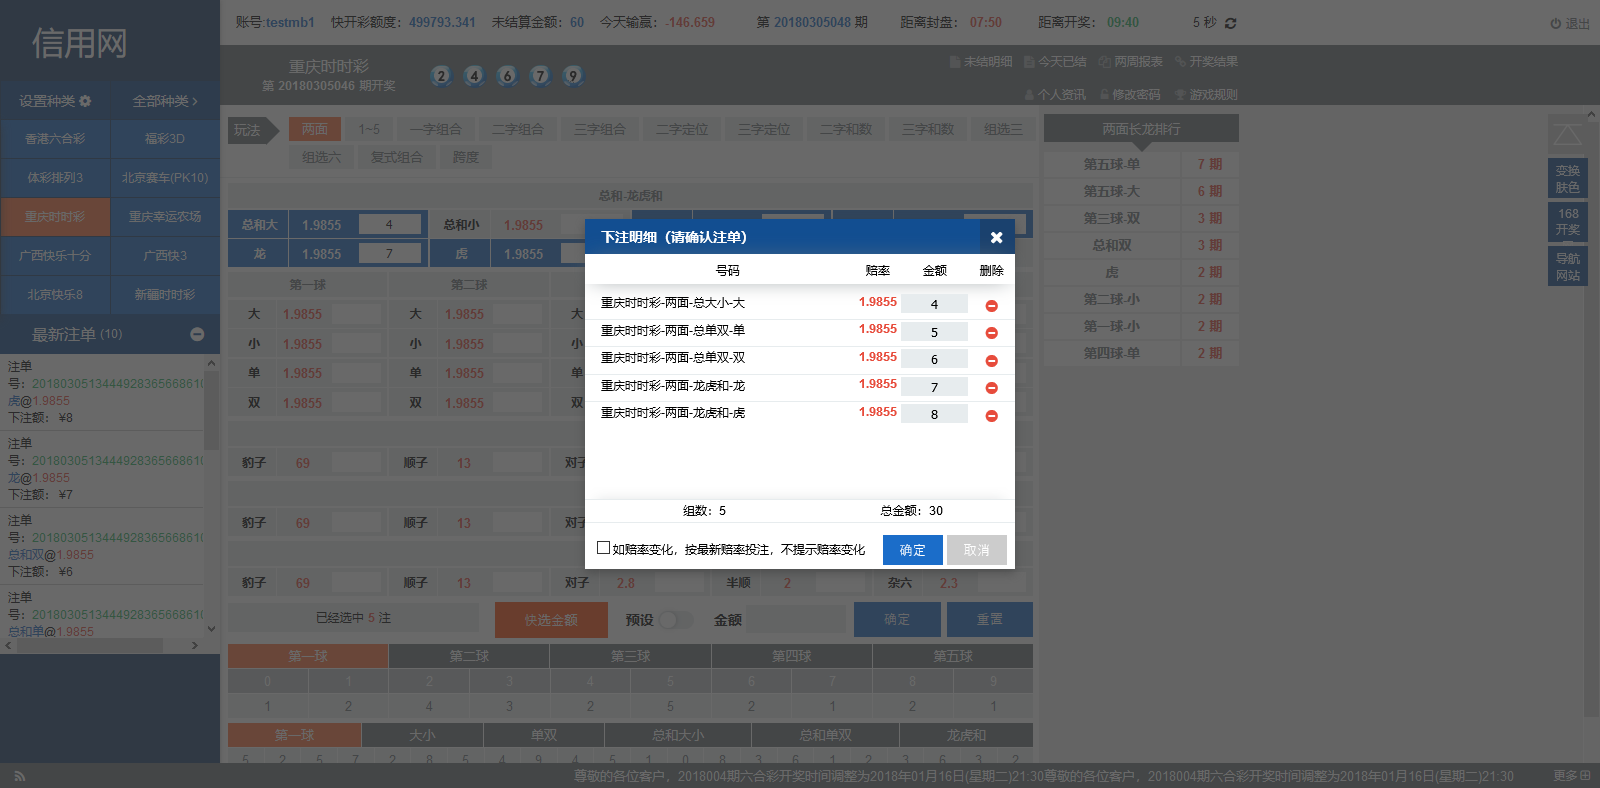 信用网
账号:testmb1 快开彩额度：499793.341 未结算金额：60 今天输赢：-146.659 第 20180305048 期 距离封盘： 07:50 距离开奖： 09:40 5 秒 退出
重庆时时彩
第 20180305046 期开奖
2 4 6 7 9
未结明细 今天已结 两周报表 开奖结果
个人资讯 修改密码 游戏规则
设置种类 全部种类
香港六合彩 福彩3D
体彩排列3 北京赛车(PK10)
重庆时时彩 重庆幸运农场
广西快乐十分 广西快3
北京快乐8 新疆时时彩
最新注单 (10)
注单
号：2018030513444928365668610
虎@1.9855
下注额： ¥8
注单
号：2018030513444928365668610
龙@1.9855
下注额： ¥7
注单
号：2018030513444928365668610
总和双@1.9855
下注额： ¥6
注单
号：2018030513444928365668610
总和单@1.9855
玩法 两面 1~5 一字组合 二字组合 三字组合 二字定位 三字定位 二字和数 三字和数 组选三
组选六 复式组合 跨度
总和-龙虎和
总和大 1.9855 4 总和小 1.9855
龙 1.9855 7 虎 1.9855
第一球 第二球
大 1.9855 大 1.9855 大
小 1.9855 小 1.9855 小
单 1.9855 单 1.9855 单
双 1.9855 双 1.9855 双
豹子 69 顺子 13 对子
豹子 69 顺子 13 对子
豹子 69 顺子 13 对子 2.8 半顺 2 杂六 2.3
下注明细（请确认注单）
号码 赔率 金额 删除
重庆时时彩-两面-总大小-大 1.9855 4
重庆时时彩-两面-总单双-单 1.9855 5
重庆时时彩-两面-总单双-双 1.9855 6
重庆时时彩-两面-龙虎和-龙 1.9855 7
重庆时时彩-两面-龙虎和-虎 1.9855 8
组数：5 总金额：30
如赔率变化，按最新赔率投注，不提示赔率变化 确定 取消
已经选中 5 注 快选金额 预设 金额 确定 重置
第一球 第二球 第三球 第四球 第五球
0 1 2 3 4 5 6 7 8 9
1 2 4 3 2 5 2 1 2 1
第一球 大小 单双 总和大小 总和单双 龙虎和
5 2 5 7 2 8 5 4 9 4 5 1 0 8 3 6 1 2 3 6 3 2
两面长龙排行
第五球-单 7 期
第五球-大 6 期
第三球-双 3 期
总和双 3 期
虎 2 期
第二球-小 2 期
第一球-小 2 期
第四球-单 2 期
变换
肤色
168
开奖
导航
网站
尊敬的各位客户，2018004期六合彩开奖时间调整为2018年01月16日(星期二)21:30尊敬的各位客户，2018004期六合彩开奖时间调整为2018年01月16日(星期二)21:30 更多